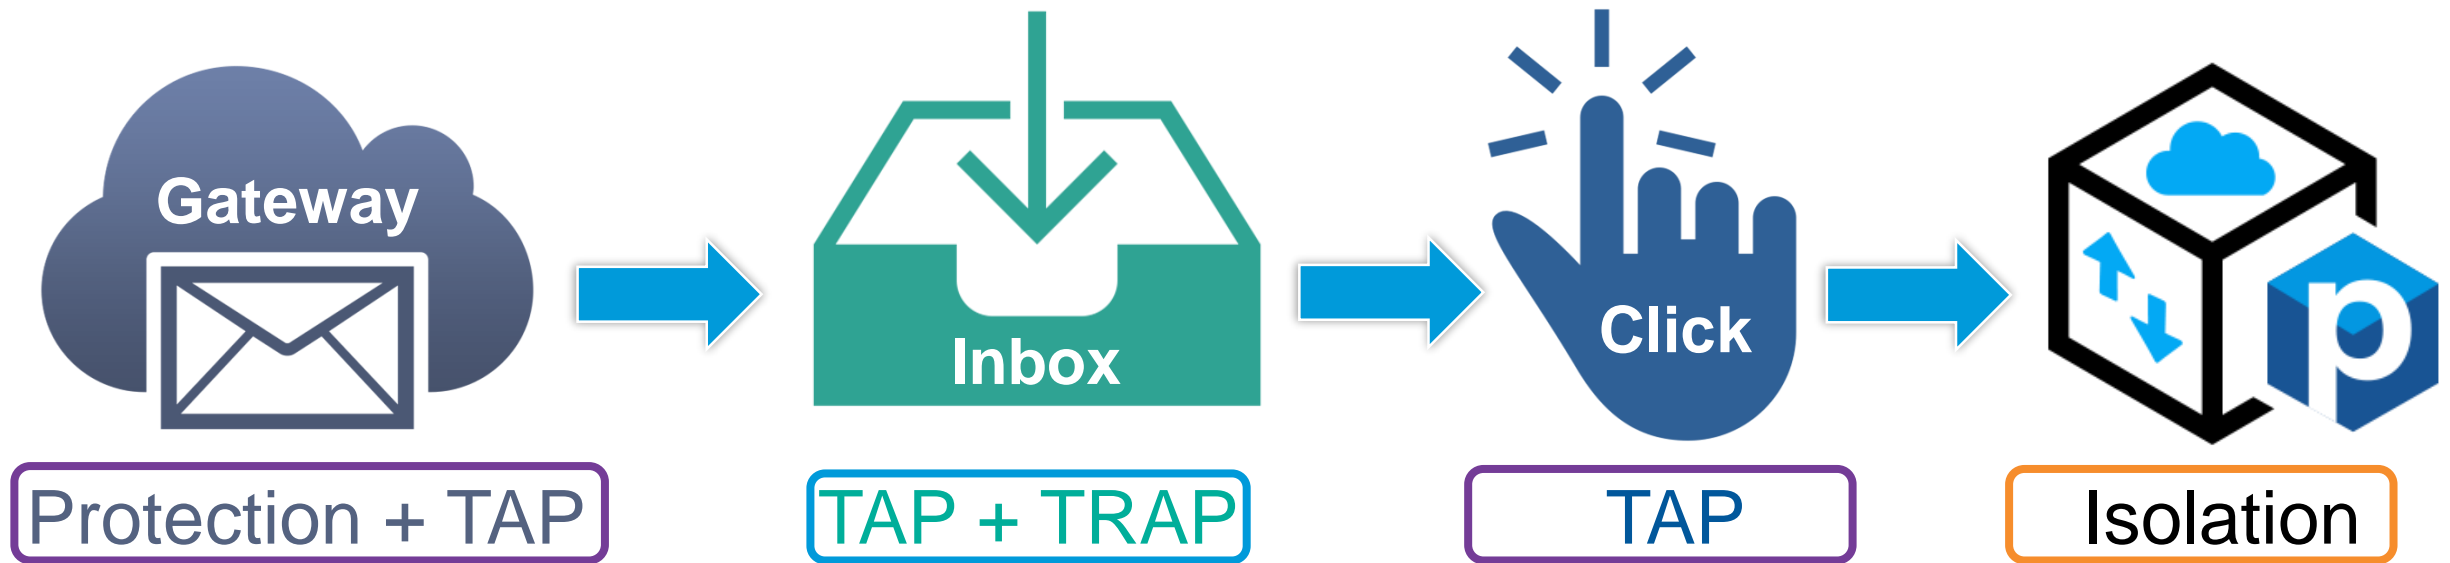 Gateway
Inbox
Click
p
Protection + TAP
TAP + TRAP
TAP
Isolation